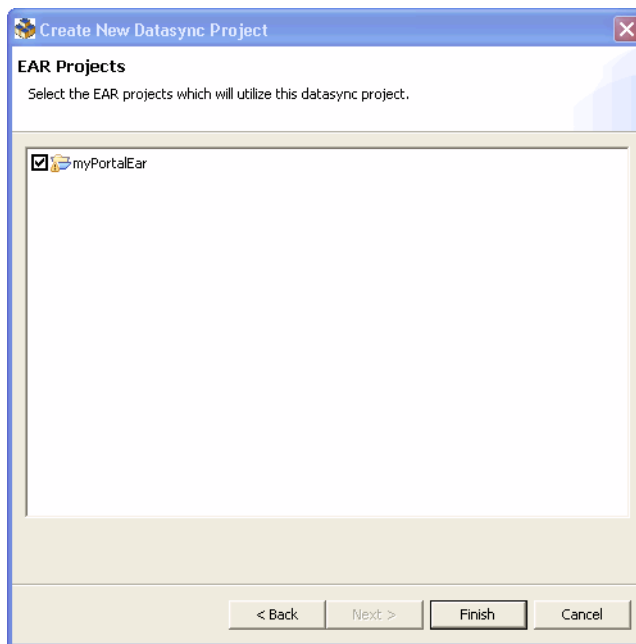 Create New Datasync Project
EAR Projects
Select the EAR projects which will utilize this datasync project.
myPortalEar
< Back
Next >
Finish
Cancel